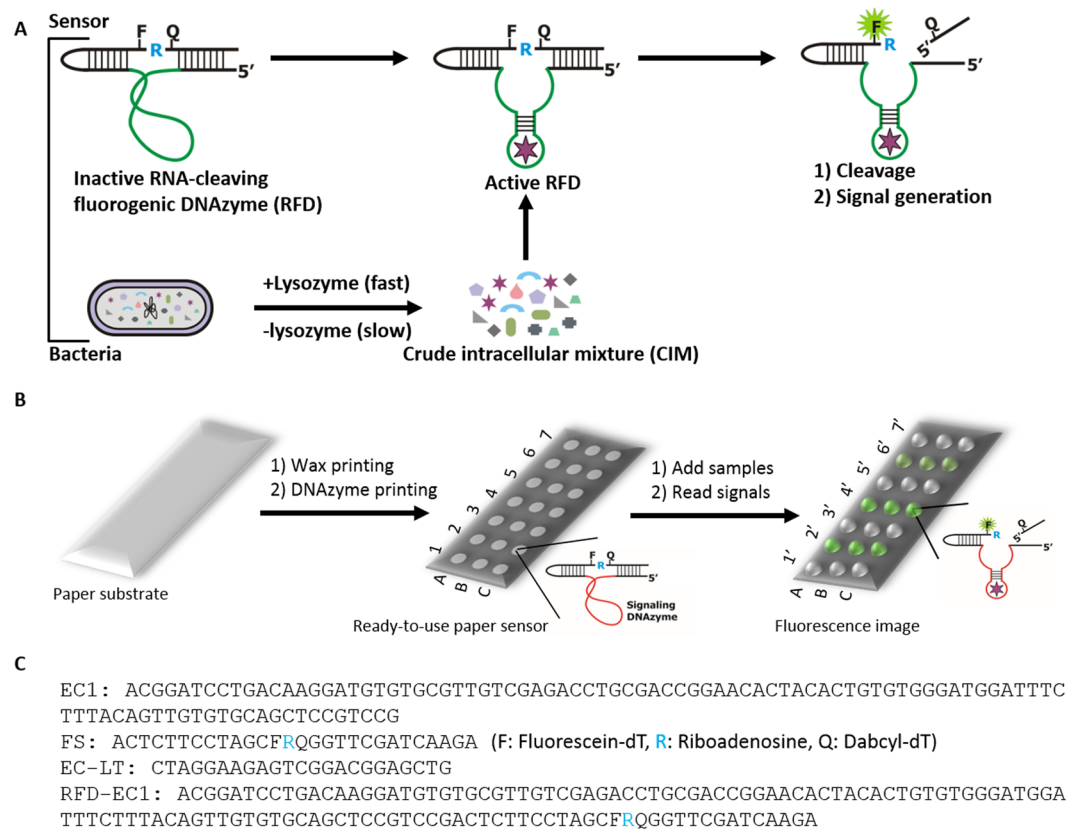 A
Sensor
F
R
Q
5'
F
R
Q
5'
F
R
Q
5'
5'
Inactive RNA-cleaving
fluorogenic DNAzyme (RFD)
Active RFD
1) Cleavage
2) Signal generation
+Lysozyme (fast)
-lysozyme (slow)
Bacteria
Crude intracellular mixture (CIM)
B
1) Wax printing
2) DNAzyme printing
1) Add samples
2) Read signals
1
2
3
4
5
6
7
A
B
C
1'
2'
3'
4'
5'
6'
7'
A
B
C
F
R
Q
5'
Signaling
DNAzyme
F
R
Q
5'
5'
Paper substrate
Ready-to-use paper sensor
Fluorescence image
C
EC1: ACGGATCCTGACAAGGATGTGTGCGTTGTCGAGACCTGCGACCGGAACACTACACTGTGTGGGATGGATTTC
TTTACAGTTGTGTGCAGCTCCGTCCG
FS: ACTCTTCCTAGCFRQGGTTCGATCAAGA (F: Fluorescein-dT, R: Riboadenosine, Q: Dabcyl-dT)
EC-LT: CTAGGAAGAGTCGGACGGAGCTG
RFD-EC1: ACGGATCCTGACAAGGATGTGTGCGTTGTCGAGACCTGCGACCGGAACACTACACTGTGTGGGATGGA
TTTCTTTACAGTTGTGTGCAGCTCCGTCCGACTCTTCCTAGCFRQGGTTCGATCAAGA